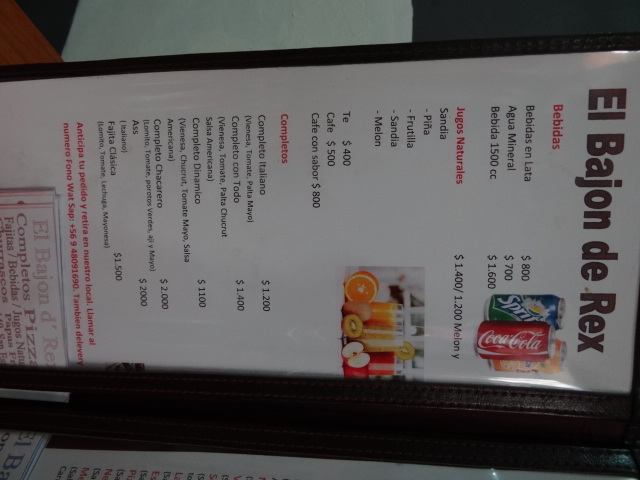 El Bajon de Rex
Bebidas
Bebidas en Lata $ 800
Agua Mineral $ 700
Bebida 1500 cc $ 1.600
Sprite
Coca-Cola
Jugos Naturales $ 1.400/ 1.200 Melon y
Sandia
- Piña
- Frutilla
- Sandia
- Melon
Te $ 400
Cafe $ 500
Cafe con sabor $ 800
Completos
Completo Italiano $ 1.200
(Vienesa, Tomate, Palta Mayo)
Completo con Todo $ 1.400
(Vienesa, Tomate, Palta Chucrut
Salsa Americana)
Completo Dinamico $ 1100
(Vienesa, Chucrut, Tomate Mayo, Salsa
Americana)
Completo Chacarero $ 2.000
(Lomito, Tomate, porotos Verdes, aji y Mayo)
Ass $ 2000
( Italiano)
Fajita Clásica $1.500
(Lomito, Tomate, Lechuga, Mayonesa)
Anticipa tu pedido y retira en nuestro local. Llamar al
numero Fono Wat Sap: +56 9 48091690. Tambien delevery
El Bajon d' Rex
Completos Pizza
Fajitas / Bebidas / Jugos Natu
Churrascos Papas Fr